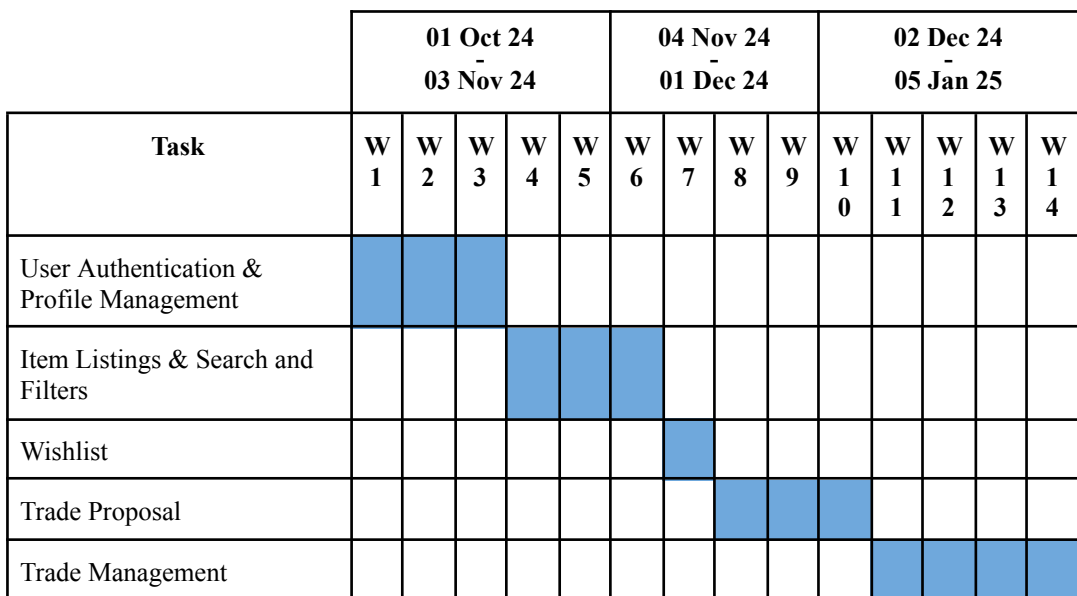 01 Oct 24
-
03 Nov 24
04 Nov 24
-
01 Dec 24
02 Dec 24
-
05 Jan 25
Task
W
1
W
2
W
3
W
4
W
5
W
6
W
7
W
8
W
9
W
1
0
W
1
1
W
1
2
W
1
3
W
1
4
User Authentication &
Profile Management
Item Listings & Search and
Filters
Wishlist
Trade Proposal
Trade Management